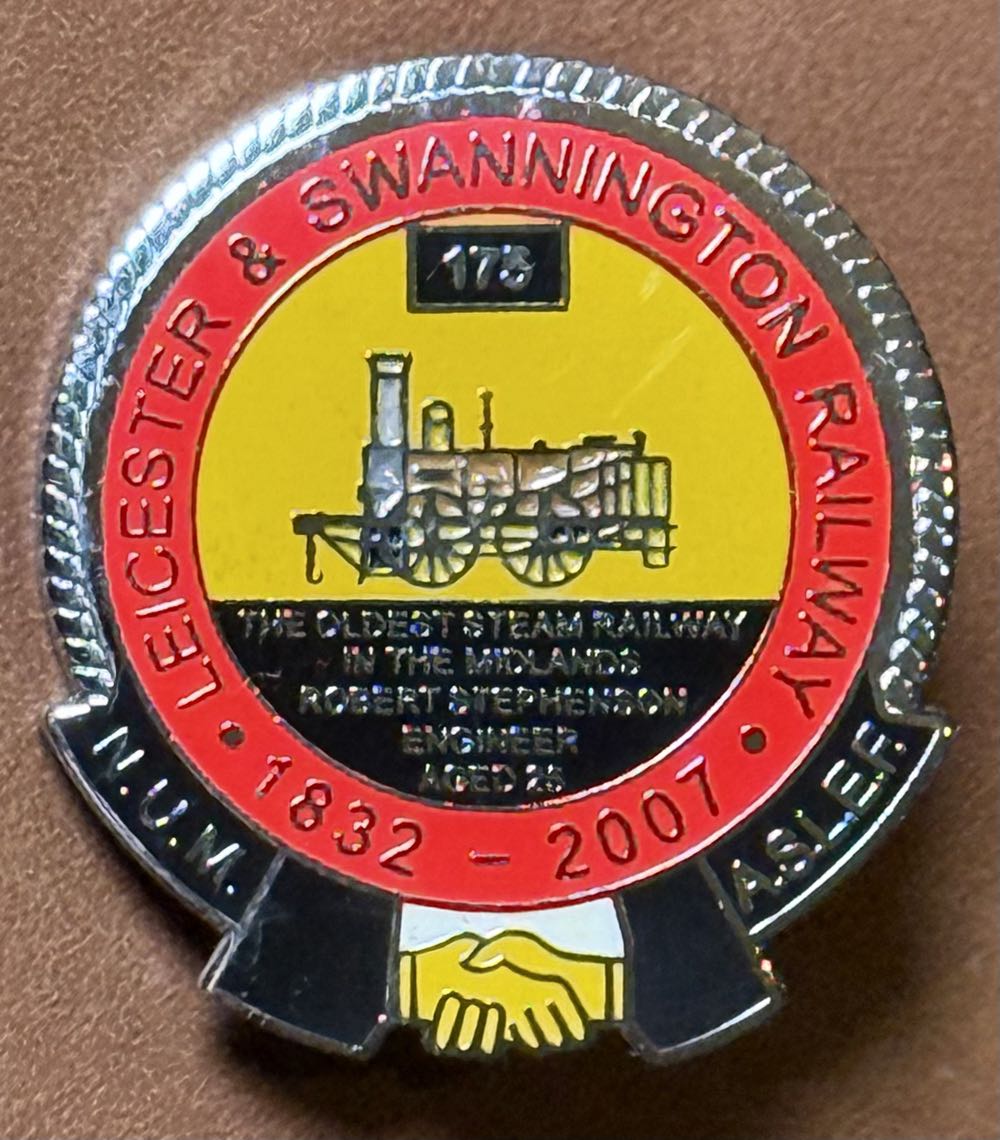 LEICESTER & SWANNINGTON RAILWAY
175
THE OLDEST STEAM RAILWAY
IN THE MIDLANDS
ROBERT STEPHENSON
ENGINEER
AGED 28
• 1832 - 2007 •
N.U.M.
A.S.L.E.F.